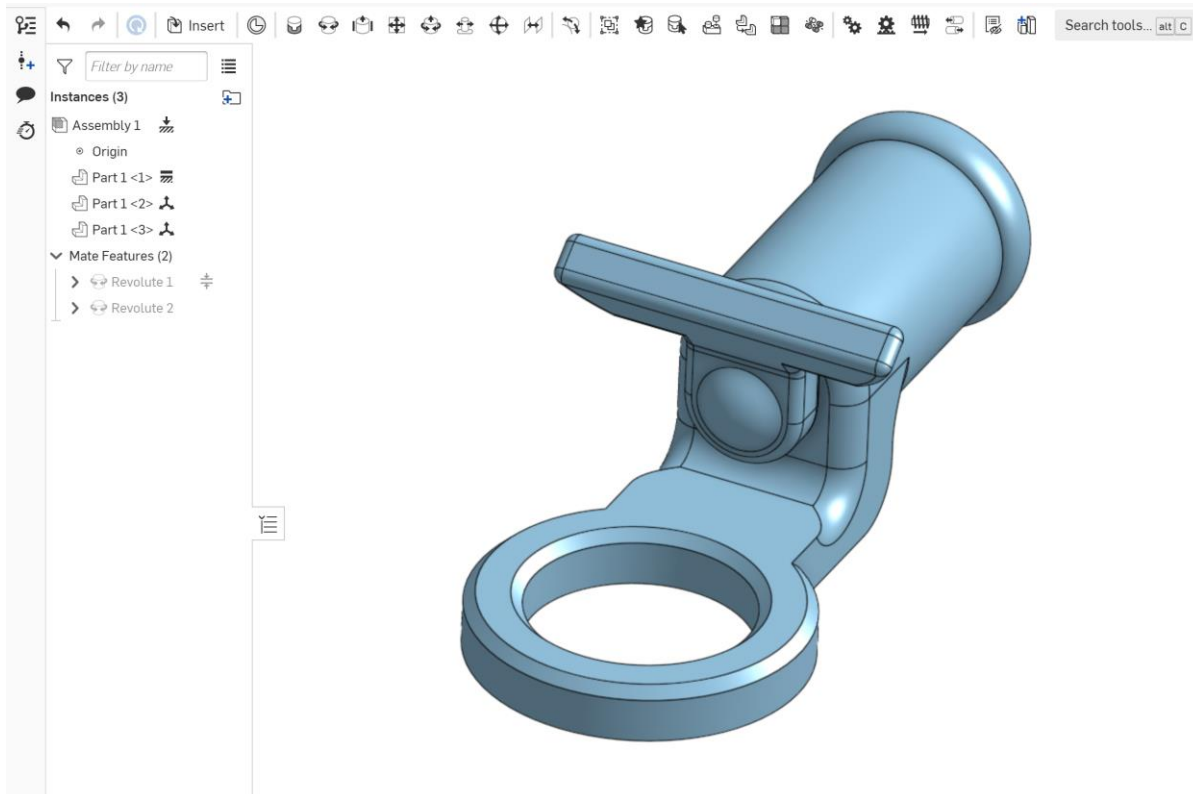 Insert
Search tools... alt C
Filter by name
Instances (3)
Assembly 1
Origin
Part 1 <1>
Part 1 <2>
Part 1 <3>
Mate Features (2)
Revolute 1
Revolute 2